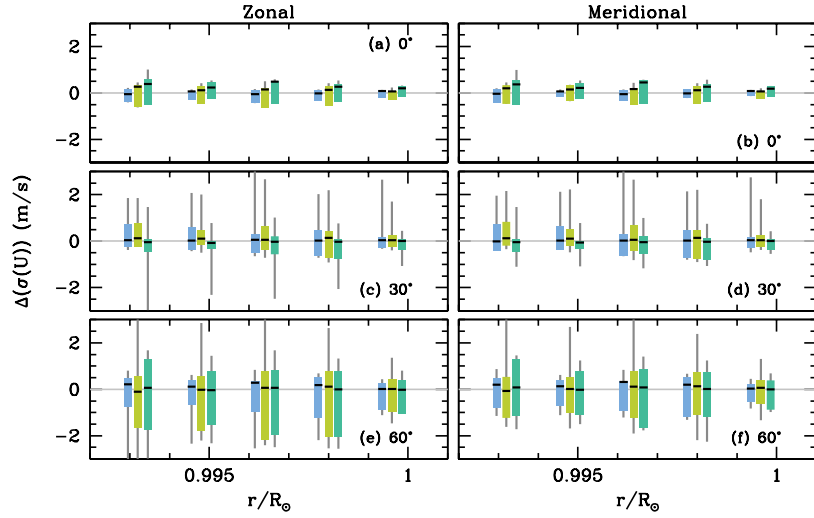 Zonal
Meridional
(a) 0°
(b) 0°
2
0
-2
(c) 30°
(d) 30°
2
0
-2
Δ(σ(U)) (m/s)
(e) 60°
(f) 60°
2
0
-2
0.995
1
0.995
1
r/R⊙
r/R⊙